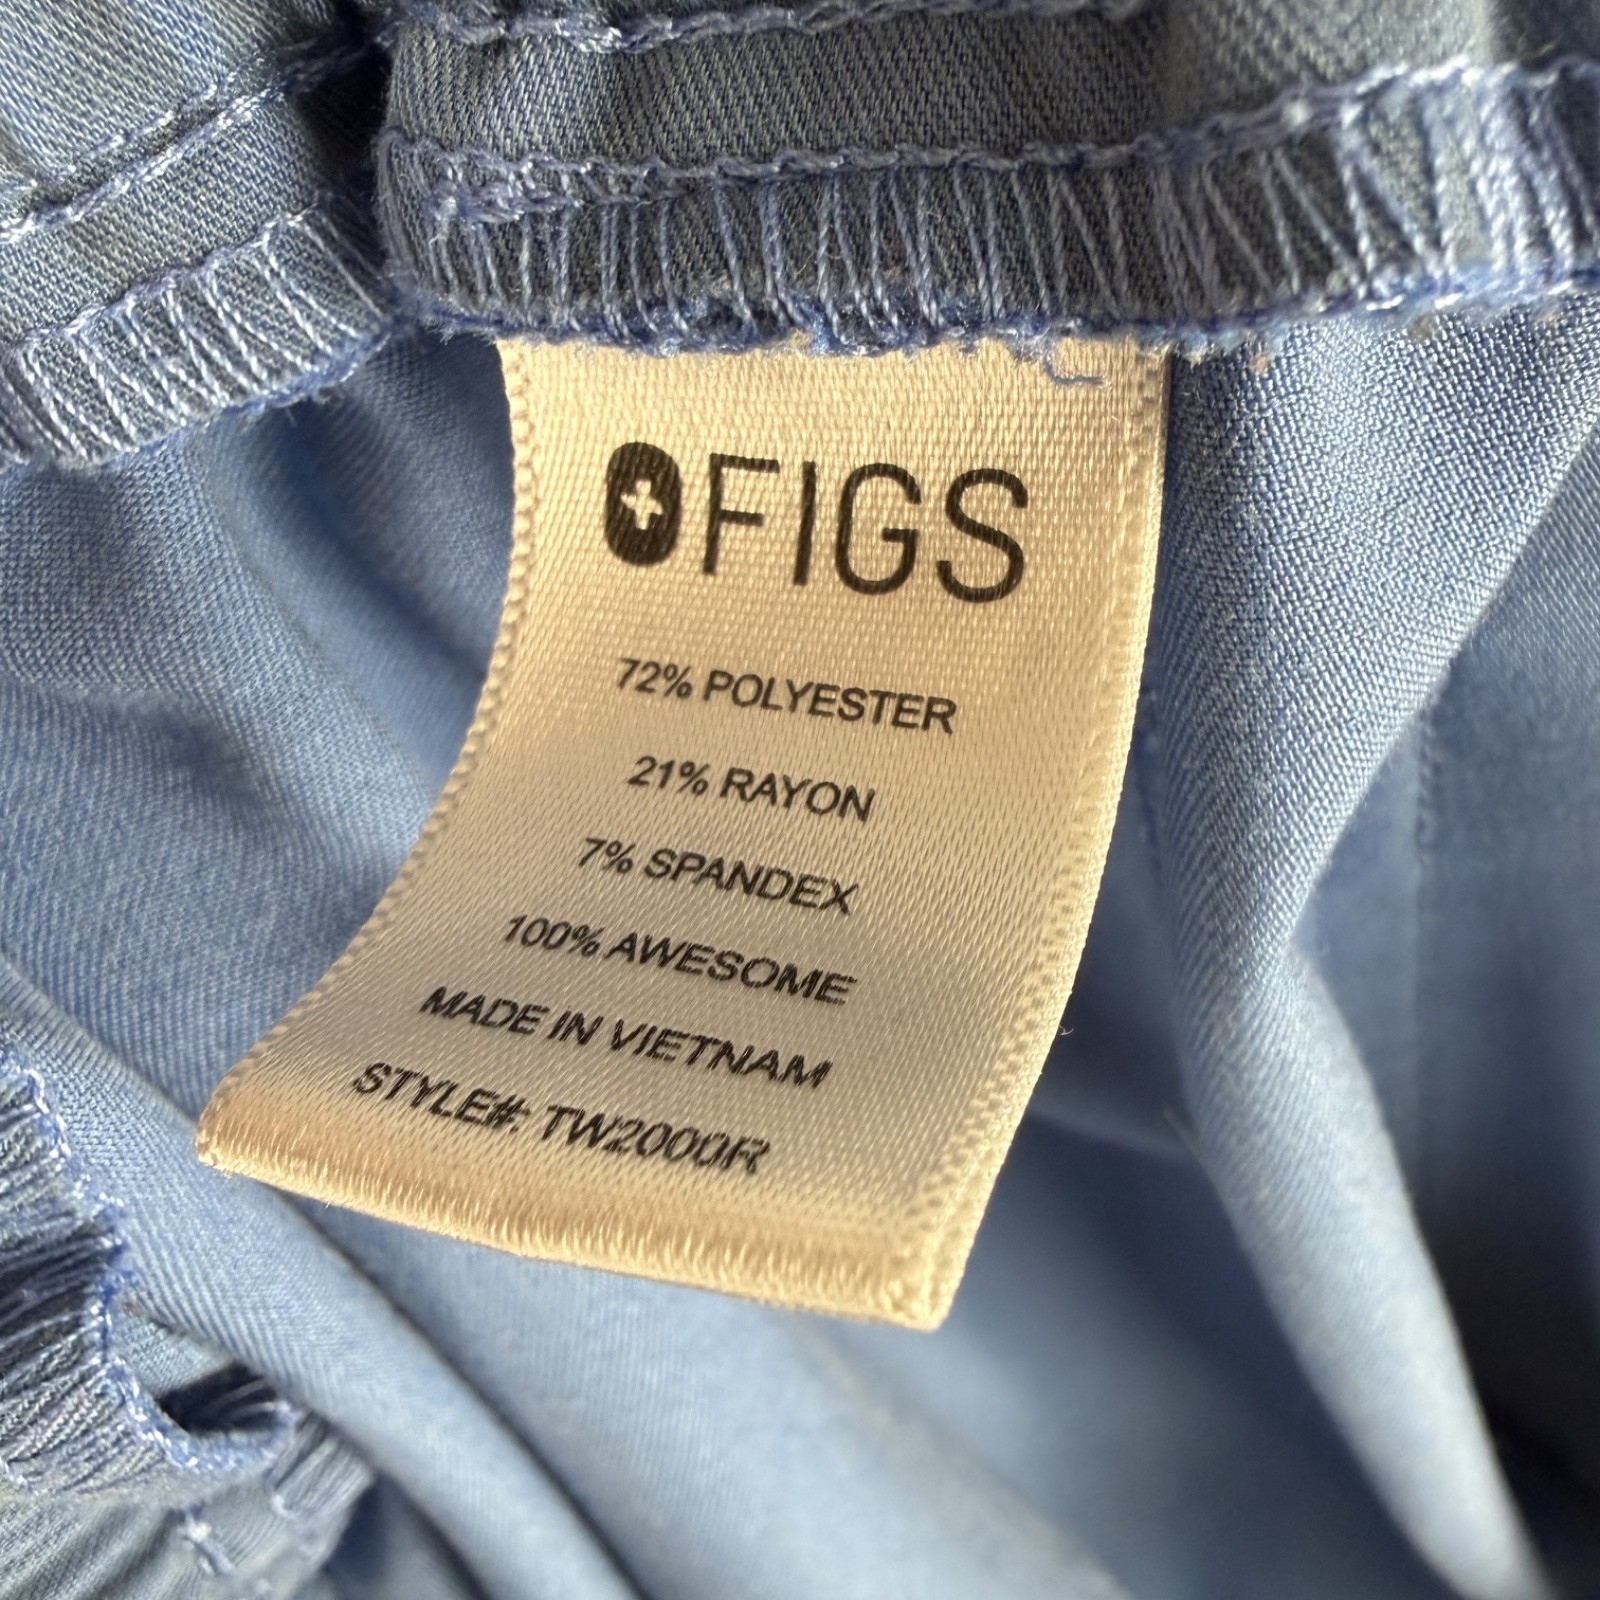 FIGS
72% POLYESTER
21% RAYON
7% SPANDEX
100% AWESOME
MADE IN VIETNAM
STYLE#: TW2000R